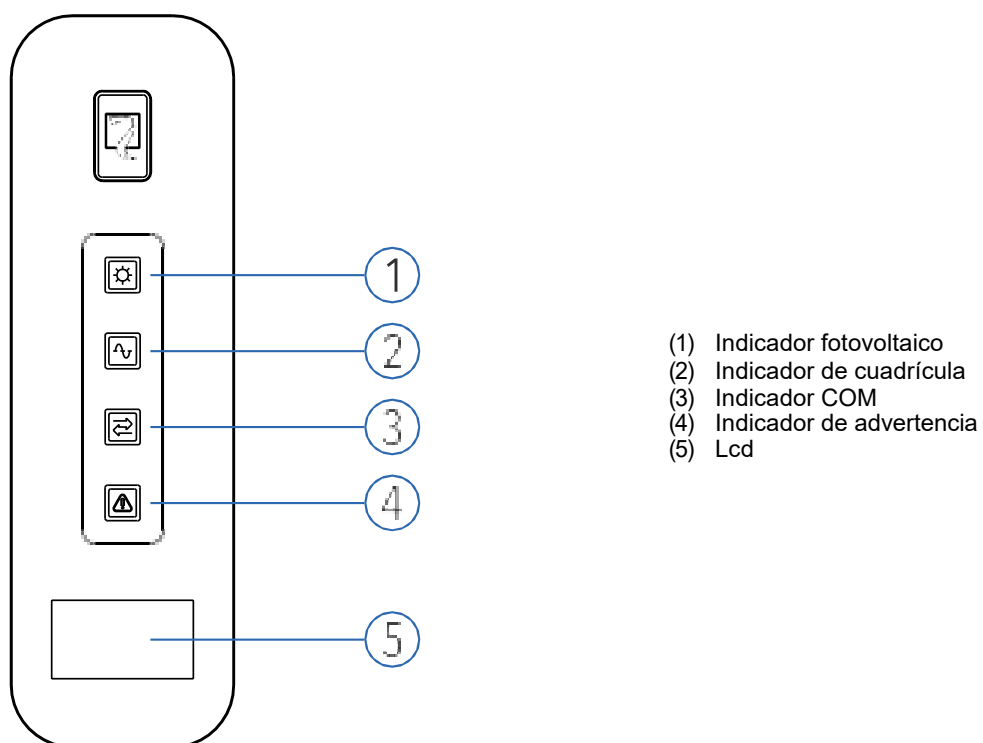 1
2
3
4
5
(1) Indicador fotovoltaico
(2) Indicador de cuadrícula
(3) Indicador COM
(4) Indicador de advertencia
(5) Lcd